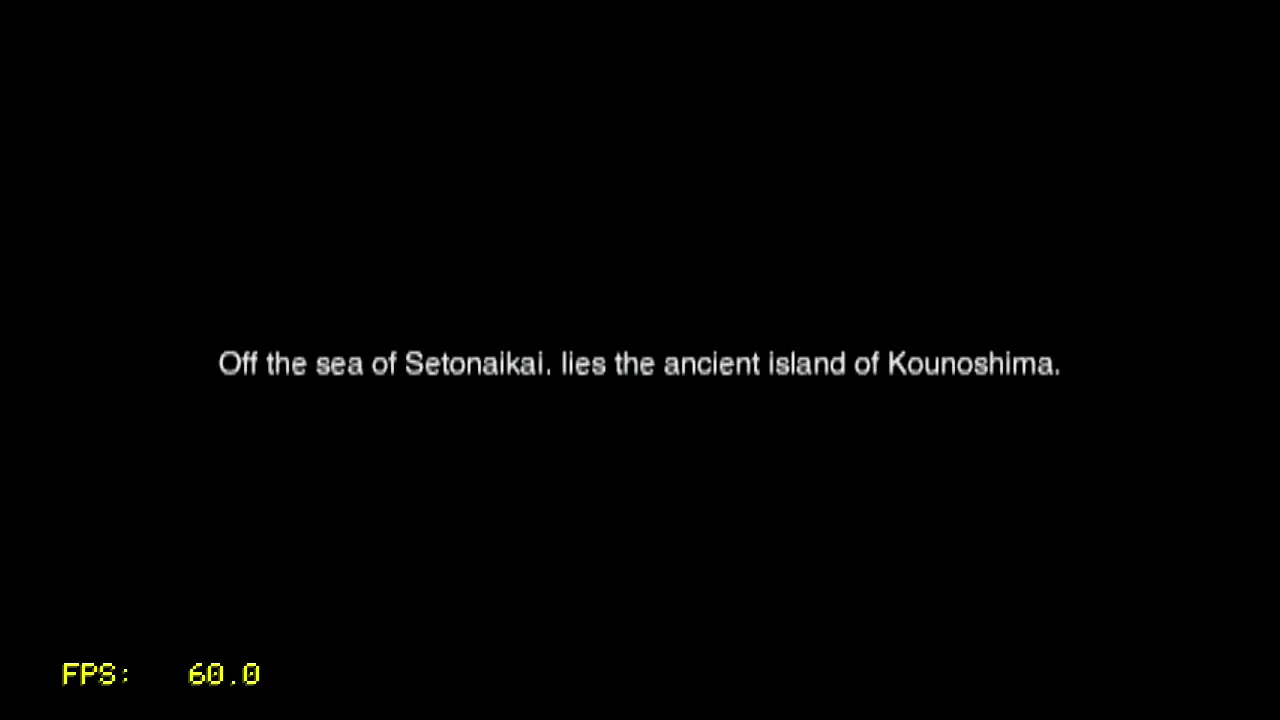 Off the sea of Setonaikai. lies the ancient island of Kounoshima.
FPS: 60.0